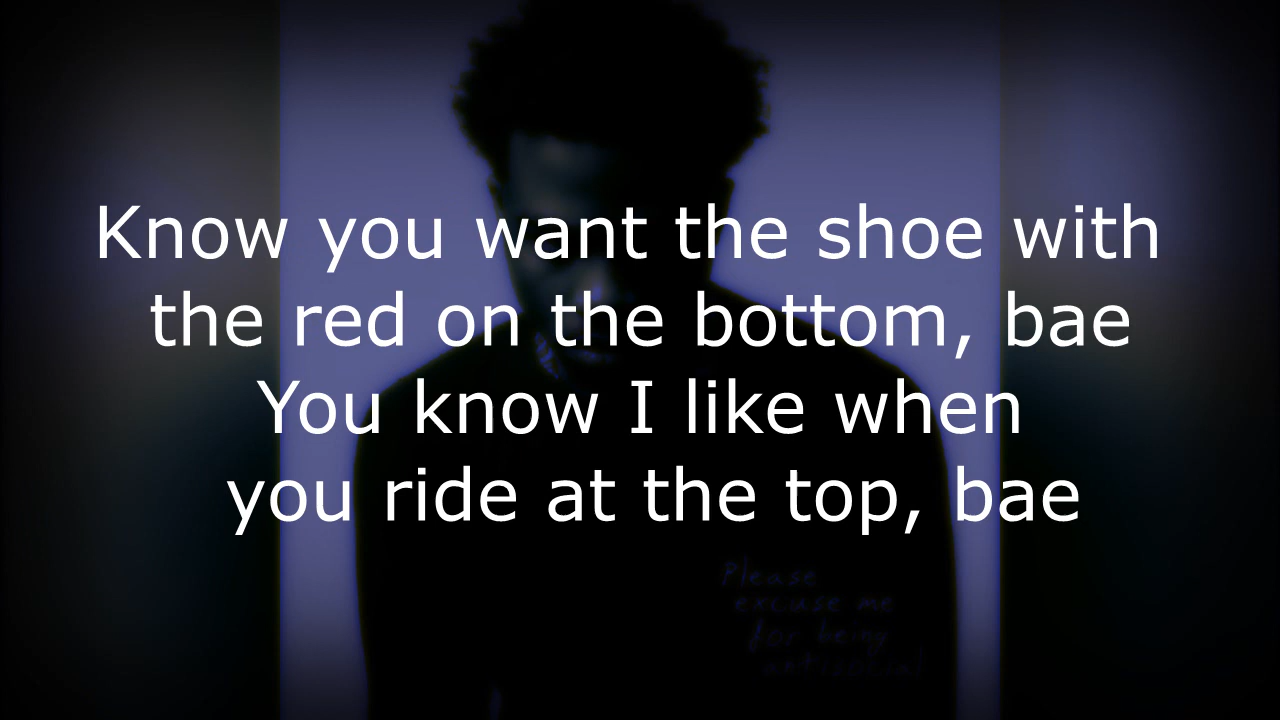 Know you want the shoe with
the red on the bottom, bae
You know I like when
you ride at the top, bae
Please
excuse me
for being
antisocial